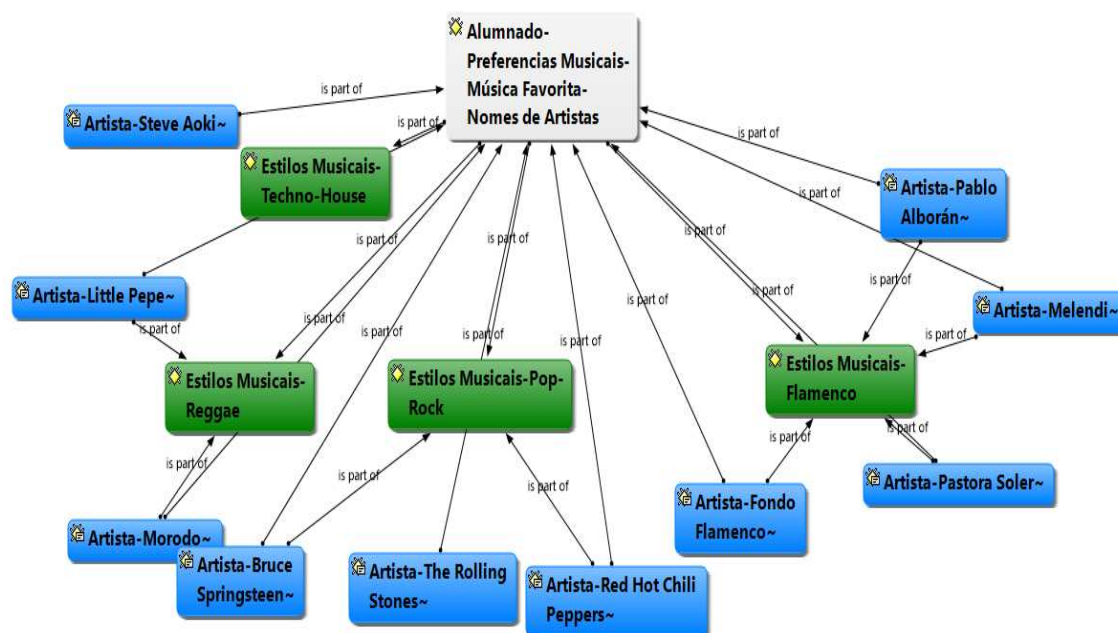 Alumnado-
Preferencias Musicais-
Música Favorita-
Nomes de Artistas
is part of
Artista-Steve Aoki~
is part of
Estilos Musicais-
Techno-House
is part of
Artista-Pablo
Alborán~
is part of
is part of
is part of
is part of
Artista-Little Pepe~
is part of
Artista-Melendi~
is part of
is part of
is part of
is part of
is part of
Estilos Musicais-
Reggae
Estilos Musicais-Pop-
Rock
Estilos Musicais-
Flamenco
is part of
is part of
is part of
is part of
is part of
is part of
Artista-Pastora Soler~
Artista-Fondo
Flamenco~
Artista-Morodo~
Artista-Bruce
Springsteen~
Artista-The Rolling
Stones~
Artista-Red Hot Chili
Peppers~